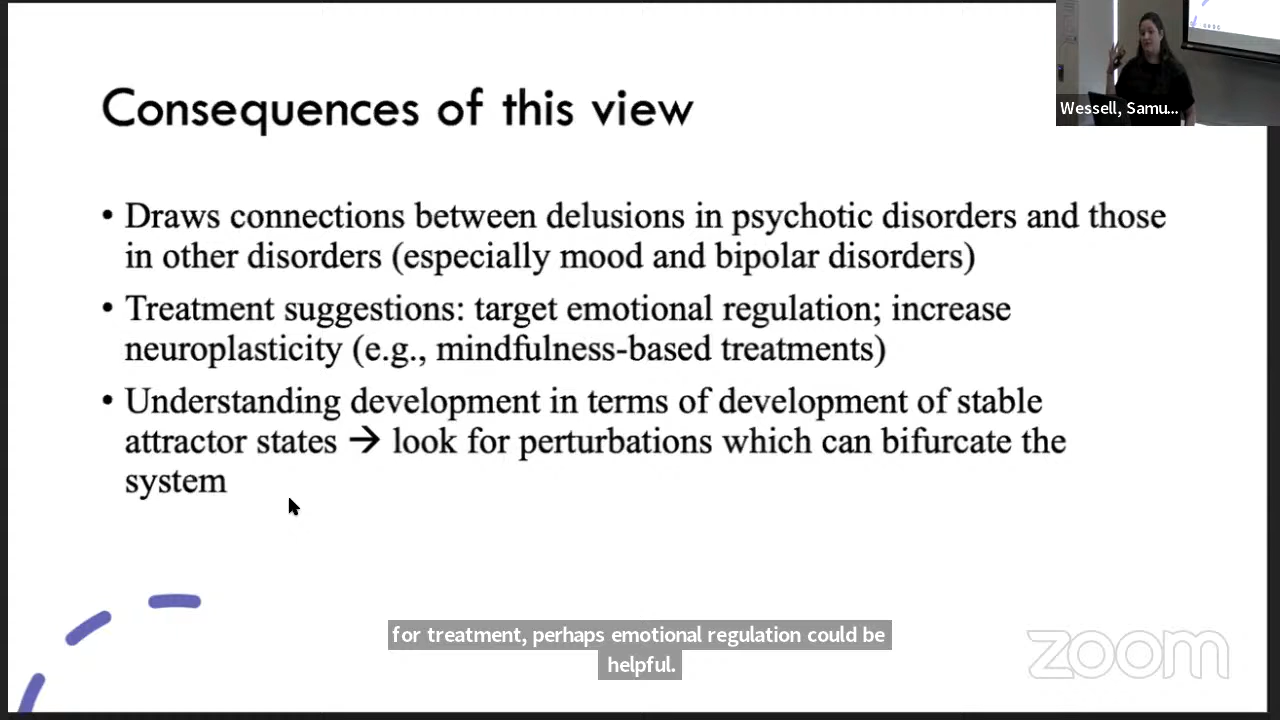 Consequences of this view
Wessell, Samu...
• Draws connections between delusions in psychotic disorders and those
in other disorders (especially mood and bipolar disorders)
• Treatment suggestions: target emotional regulation; increase
neuroplasticity (e.g., mindfulness-based treatments)
• Understanding development in terms of development of stable
attractor states → look for perturbations which can bifurcate the
system
for treatment, perhaps emotional regulation could be
helpful.
zoom